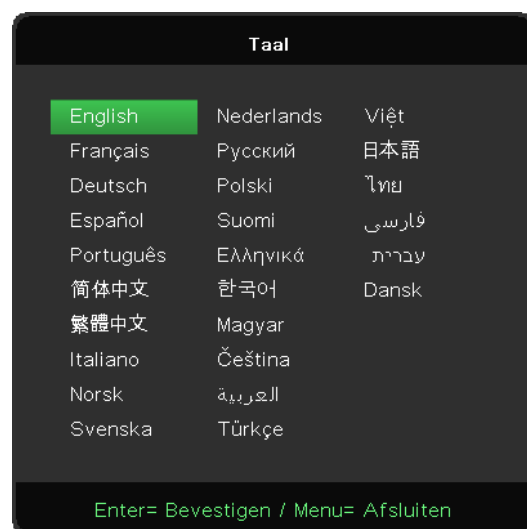 Taal
English
Français
Deutsch
Español
Português
简体中文
繁體中文
Italiano
Norsk
Svenska
Nederlands
Русский
Polski
Suomi
Ελληνικά
한국어
Magyar
Čeština
العربية
Türkçe
Việt
日本語
ไทย
فارسی
עברית
Dansk
Enter= Bevestigen / Menu= Afsluiten